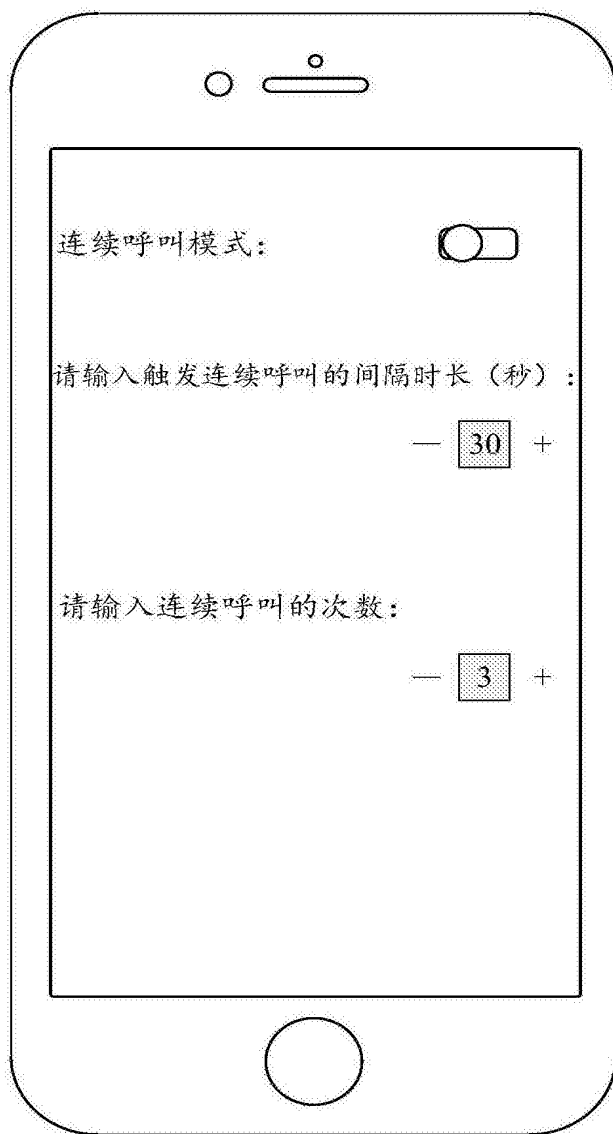 连续呼叫模式：
请输入触发连续呼叫的间隔时长（秒）：
— 30 +
请输入连续呼叫的次数：
— 3 +